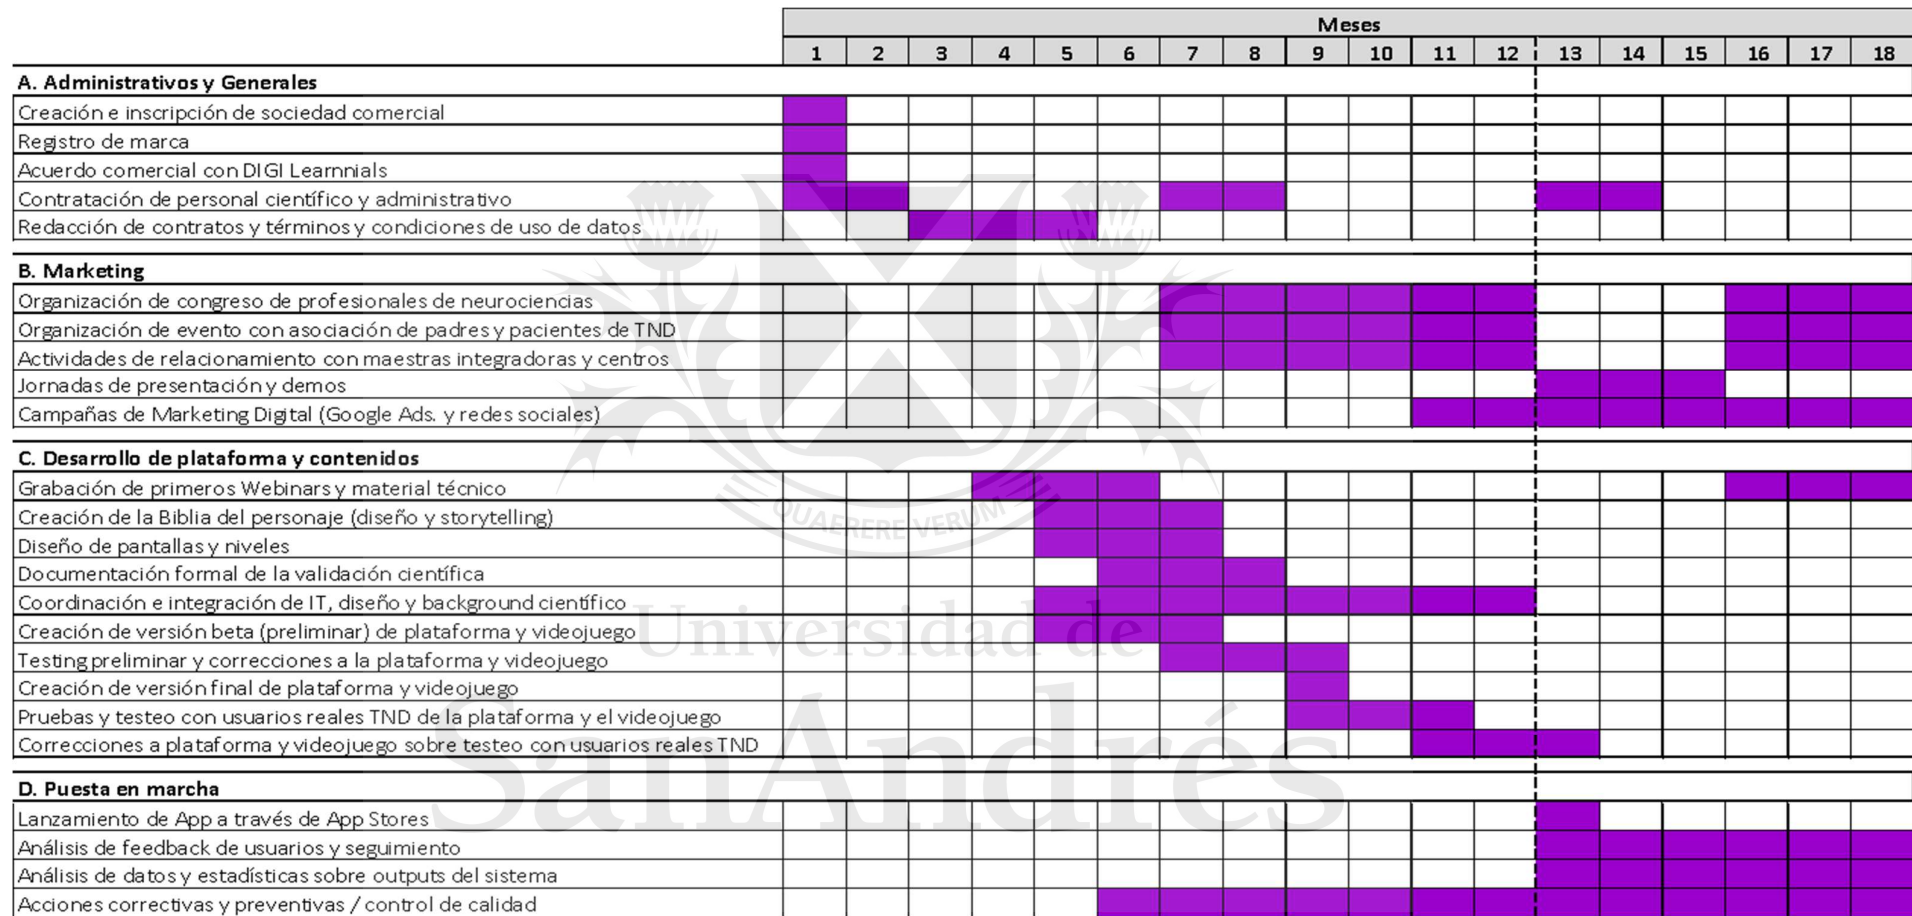 Meses
1 2 3 4 5 6 7 8 9 10 11 12 13 14 15 16 17 18
A. Administrativos y Generales
Creación e inscripción de sociedad comercial
Registro de marca
Acuerdo comercial con DIGI Learnnials
Contratación de personal científico y administrativo
Redacción de contratos y términos y condiciones de uso de datos
B. Marketing
Organización de congreso de profesionales de neurociencias
Organización de evento con asociación de padres y pacientes de TND
Actividades de relacionamiento con maestras integradoras y centros
Jornadas de presentación y demos
Campañas de Marketing Digital (Google Ads. y redes sociales)
C. Desarrollo de plataforma y contenidos
Grabación de primeros Webinars y material técnico
Creación de la Biblia del personaje (diseño y storytelling)
Diseño de pantallas y niveles
Documentación formal de la validación científica
Coordinación e integración de IT, diseño y background científico
Creación de versión beta (preliminar) de plataforma y videojuego
Testing preliminar y correcciones a la plataforma y videojuego
Creación de versión final de plataforma y videojuego
Pruebas y testeo con usuarios reales TND de la plataforma y el videojuego
Correcciones a plataforma y videojuego sobre testeo con usuarios reales TND
D. Puesta en marcha
Lanzamiento de App a través de App Stores
Análisis de feedback de usuarios y seguimiento
Análisis de datos y estadísticas sobre outputs del sistema
Acciones correctivas y preventivas / control de calidad
QUAERERE VERUM
Universidad de
SanAndrés